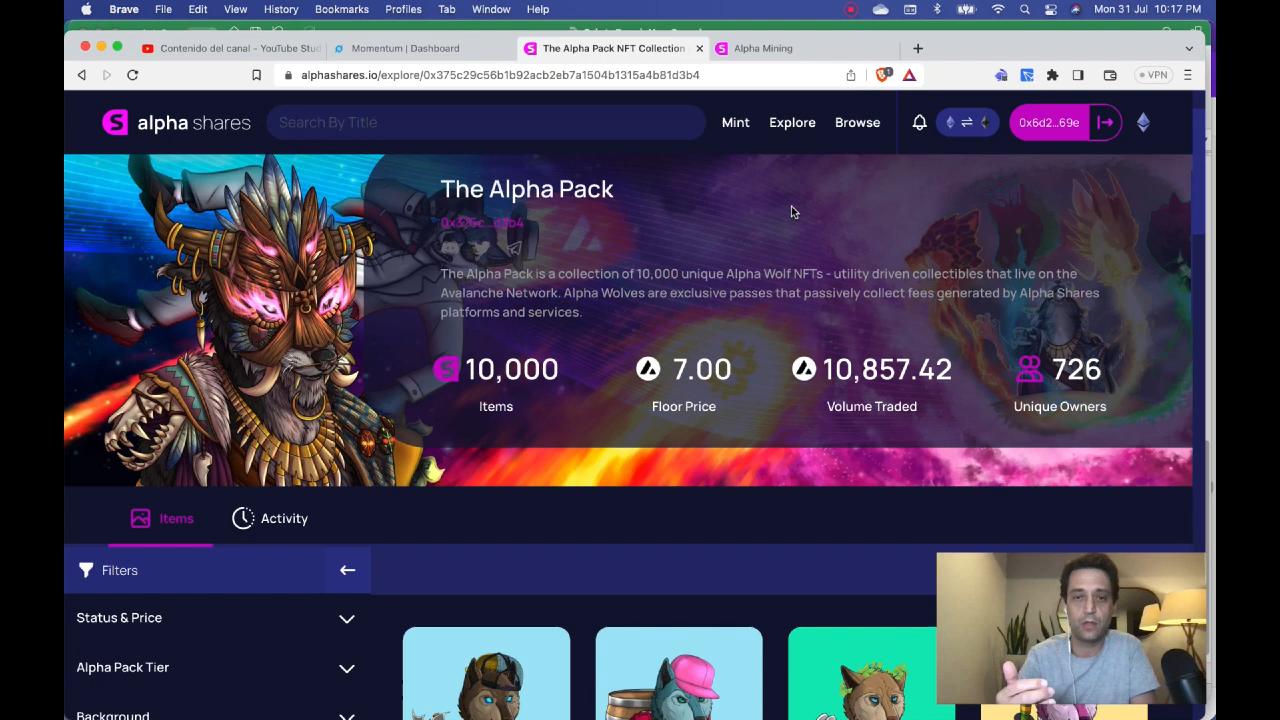 Brave File Edit View History Bookmarks Profiles Tab Window Help Mon 31 Jul 10:17 PM
Contenido del canal - YouTube Stud Momentum | Dashboard The Alpha Pack NFT Collection Alpha Mining
alphashares.io/explore/0x375c29c56b1b92acb2eb7a1504b1315a4b81d3b4 VPN
alpha shares Search By Title Mint Explore Browse 0x6d2...69e
The Alpha Pack
The Alpha Pack is a collection of 10,000 unique Alpha Wolf NFTs - utility driven collectibles that live on the
Avalanche Network. Alpha Wolves are exclusive passes that passively collect fees generated by Alpha Shares
platforms and services.
10,000 7.00 10,857.42 726
Items Floor Price Volume Traded Unique Owners
Items Activity
Filters
Status & Price
Alpha Pack Tier
Background